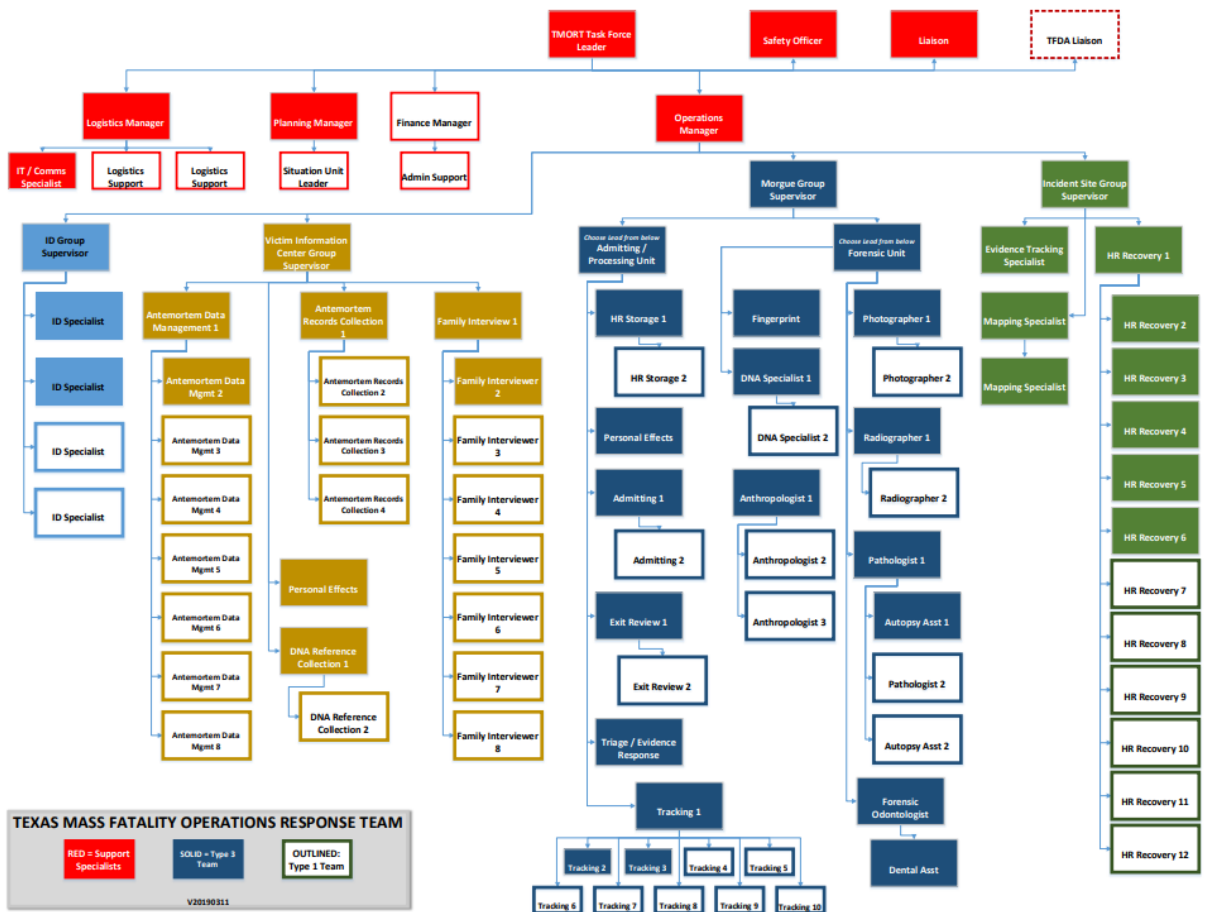 TMORT Task Force
Leader
Safety Officer
Liaison
TFDA Liaison
Logistics Manager
Planning Manager
Finance Manager
Operations
Manager
IT / Comms
Specialist
Logistics
Support
Logistics
Support
Situation Unit
Leader
Admin Support
Morgue Group
Supervisor
Incident Site Group
Supervisor
ID Group
Supervisor
Victim Information
Center Group
Supervisor
Choose Lead from below
Admitting /
Processing Unit
Choose Lead from below
Forensic Unit
Evidence Tracking
Specialist
HR Recovery 1
ID Specialist
ID Specialist
ID Specialist
ID Specialist
Antemortem Data
Management 1
Antemortem Data
Mgmt 2
Antemortem Data
Mgmt 3
Antemortem Data
Mgmt 4
Antemortem Data
Mgmt 5
Antemortem Data
Mgmt 6
Antemortem Data
Mgmt 7
Antemortem Data
Mgmt 8
Antemortem
Records Collection
1
Antemortem Records
Collection 2
Antemortem Records
Collection 3
Antemortem Records
Collection 4
Personal Effects
DNA Reference
Collection 1
DNA Reference
Collection 2
Family Interview 1
Family Interviewer
2
Family Interviewer
3
Family Interviewer
4
Family Interviewer
5
Family Interviewer
6
Family Interviewer
7
Family Interviewer
8
HR Storage 1
HR Storage 2
Personal Effects
Admitting 1
Admitting 2
Exit Review 1
Exit Review 2
Triage / Evidence
Response
Tracking 1
Tracking 2
Tracking 3
Tracking 4
Tracking 5
Tracking 6
Tracking 7
Tracking 8
Tracking 9
Tracking 10
Fingerprint
DNA Specialist 1
DNA Specialist 2
Anthropologist 1
Anthropologist 2
Anthropologist 3
Photographer 1
Photographer 2
Radiographer 1
Radiographer 2
Pathologist 1
Autopsy Asst 1
Pathologist 2
Autopsy Asst 2
Forensic
Odontologist
Dental Asst
Mapping Specialist
Mapping Specialist
HR Recovery 2
HR Recovery 3
HR Recovery 4
HR Recovery 5
HR Recovery 6
HR Recovery 7
HR Recovery 8
HR Recovery 9
HR Recovery 10
HR Recovery 11
HR Recovery 12
TEXAS MASS FATALITY OPERATIONS RESPONSE TEAM
RED = Support
Specialists
SOLID = Type 3
Team
OUTLINED:
Type 1 Team
V20190311